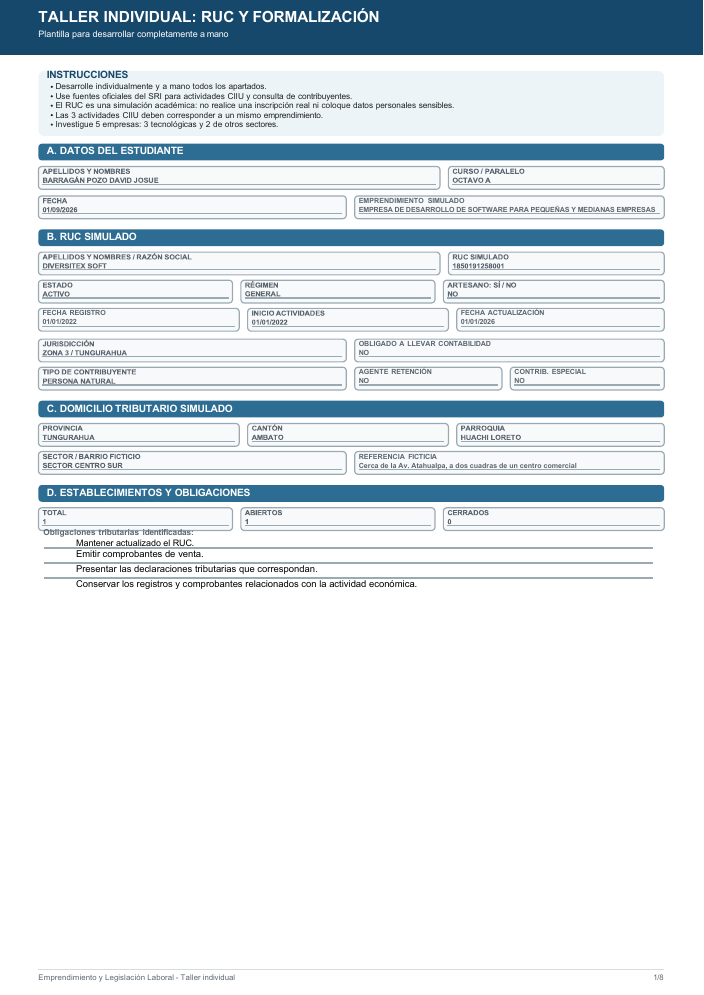 TALLER INDIVIDUAL: RUC Y FORMALIZACIÓN
Plantilla para desarrollar completamente a mano
INSTRUCCIONES
• Desarrolle individualmente y a mano todos los apartados.
• Use fuentes oficiales del SRI para actividades CIIU y consulta de contribuyentes.
• El RUC es una simulación académica: no realice una inscripción real ni coloque datos personales sensibles.
• Las 3 actividades CIIU deben corresponder a un mismo emprendimiento.
• Investigue 5 empresas: 3 tecnológicas y 2 de otros sectores.
A. DATOS DEL ESTUDIANTE
APELLIDOS Y NOMBRES CURSO / PARALELO
BARRAGÁN POZO DAVID JOSUE OCTAVO A
FECHA EMPRENDIMIENTO SIMULADO
01/09/2026 EMPRESA DE DESARROLLO DE SOFTWARE PARA PEQUEÑAS Y MEDIANAS EMPRESAS
B. RUC SIMULADO
APELLIDOS Y NOMBRES / RAZÓN SOCIAL RUC SIMULADO
DIVERSITEX SOFT 1850191258001
ESTADO RÉGIMEN ARTESANO: SÍ / NO
ACTIVO GENERAL NO
FECHA REGISTRO INICIO ACTIVIDADES FECHA ACTUALIZACIÓN
01/01/2022 01/01/2022 01/01/2026
JURISDICCIÓN OBLIGADO A LLEVAR CONTABILIDAD
ZONA 3 / TUNGURAHUA NO
TIPO DE CONTRIBUYENTE AGENTE RETENCIÓN CONTRIB. ESPECIAL
PERSONA NATURAL NO NO
C. DOMICILIO TRIBUTARIO SIMULADO
PROVINCIA CANTÓN PARROQUIA
TUNGURAHUA AMBATO HUACHI LORETO
SECTOR / BARRIO FICTICIO REFERENCIA FICTICIA
SECTOR CENTRO SUR Cerca de la Av. Atahualpa, a dos cuadras de un centro comercial
D. ESTABLECIMIENTOS Y OBLIGACIONES
TOTAL ABIERTOS CERRADOS
1 1 0
Obligaciones tributarias identificadas:
Mantener actualizado el RUC.
Emitir comprobantes de venta.
Presentar las declaraciones tributarias que correspondan.
Conservar los registros y comprobantes relacionados con la actividad económica.
Emprendimiento y Legislación Laboral - Taller individual 1/8